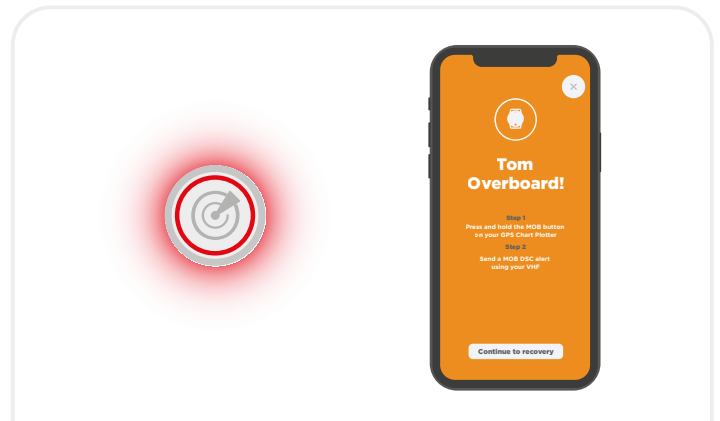 Tom
Overboard!
Step 1
Press and hold the MOB button
on your GPS Chart Plotter
Step 2
Send a MOB DSC alert
using your VHF
Continue to recovery